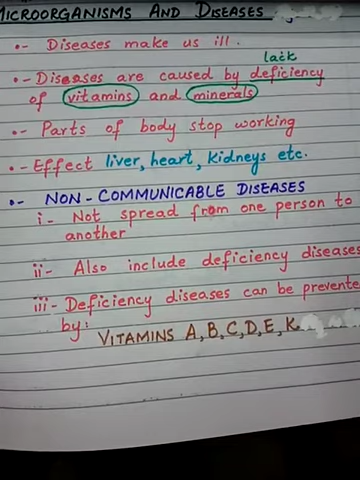 MICROORGANISMS AND DISEASES
•- Diseases make us ill.
lack
•- Diseases are caused by deficiency
of vitamins and minerals
•- Parts of body stop working
•- Effect liver, heart, kidneys etc.
•- NON-COMMUNICABLE DISEASES
i- Not spread from one person to
another
ii- Also include deficiency diseases
iii- Deficiency diseases can be prevente
by:
VITAMINS A, B, C, D, E, K